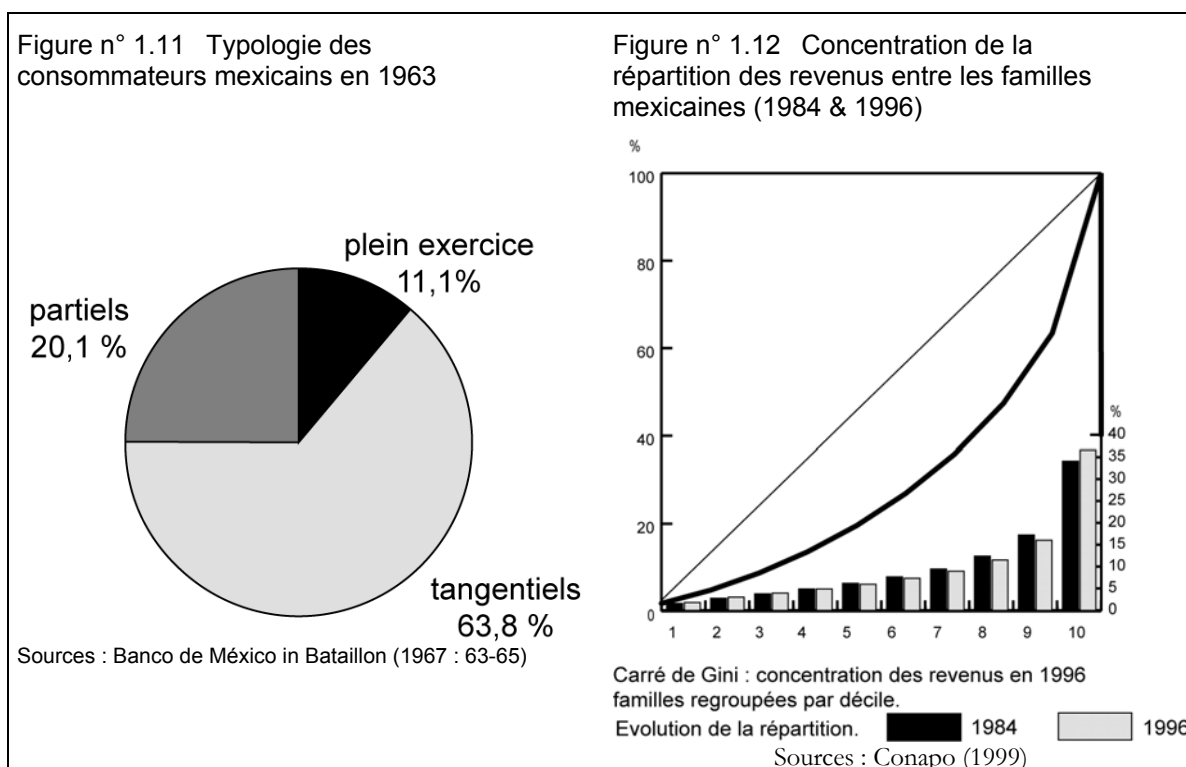 Figure n° 1.11 Typologie des
consommateurs mexicains en 1963
plein exercice
11,1%
partiels
20,1 %
tangentiels
63,8 %
Sources : Banco de México in Bataillon (1967 : 63-65)
Figure n° 1.12 Concentration de la
répartition des revenus entre les familles
mexicaines (1984 & 1996)
%
100
80
60
40
20
0
%
40
35
30
25
20
15
10
5
0
1 2 3 4 5 6 7 8 9 10
Carré de Gini : concentration des revenus en 1996
familles regroupées par décile.
Evolution de la répartition. 1984 1996
Sources : Conapo (1999)